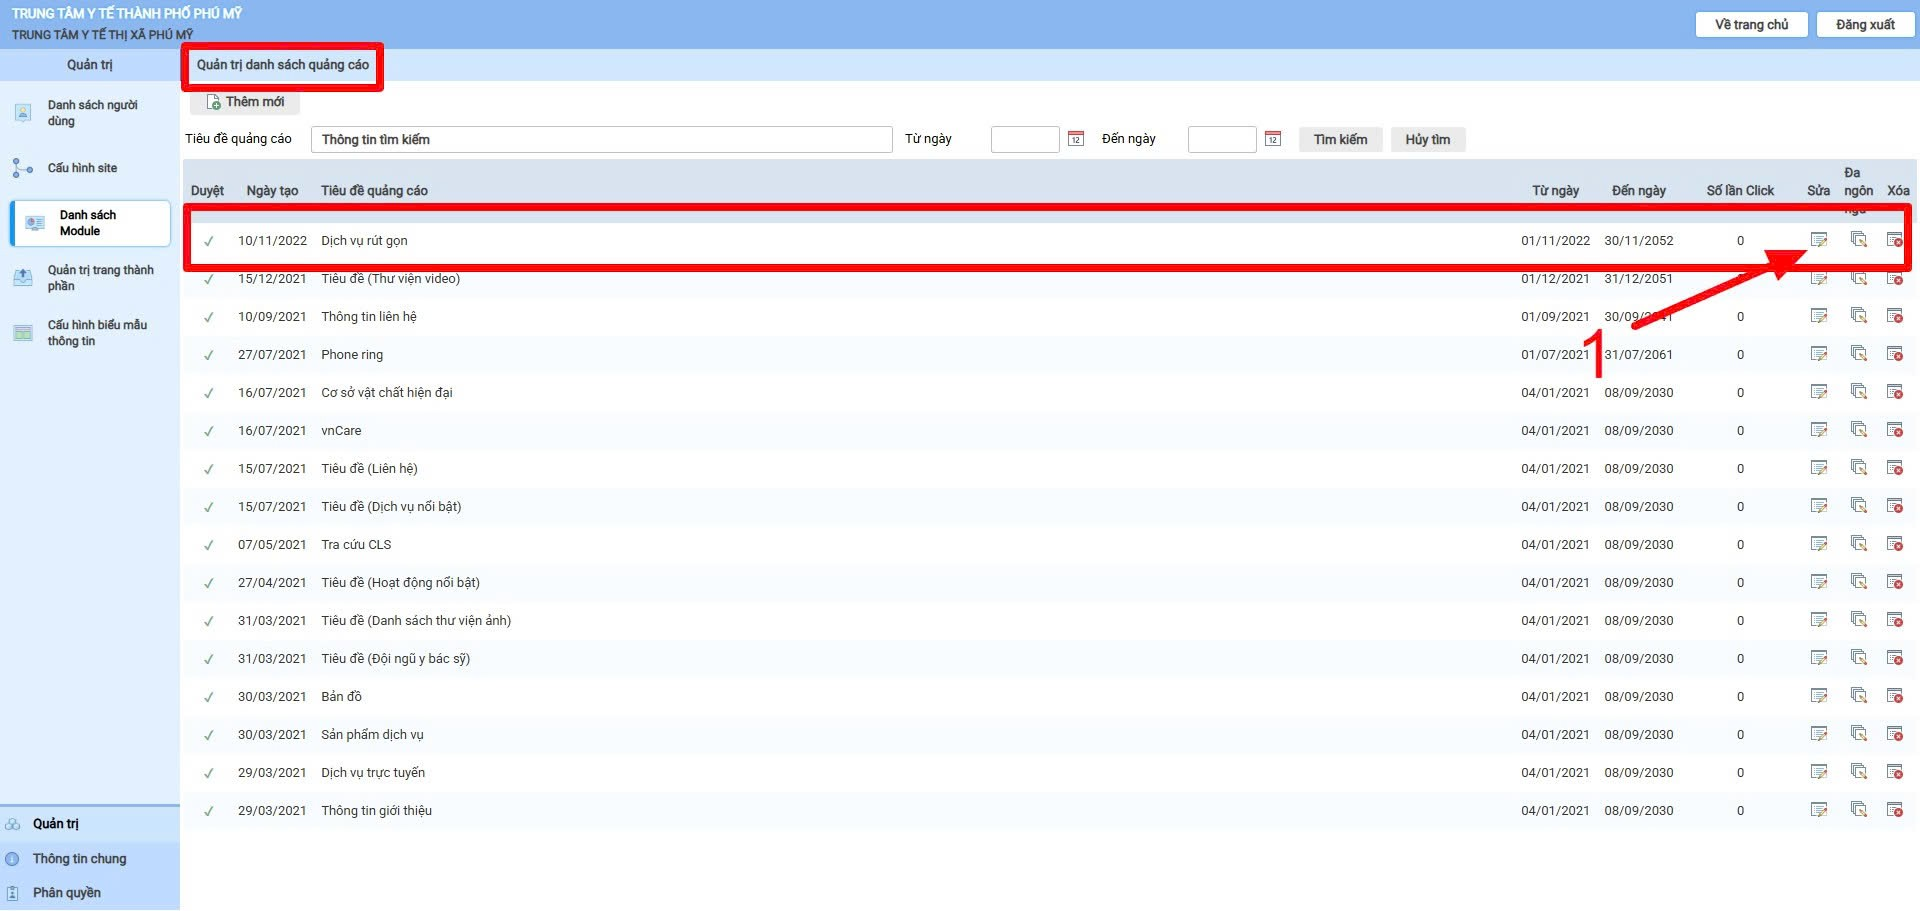 TRUNG TÂM Y TẾ THÀNH PHỐ PHÚ MỸ
TRUNG TÂM Y TẾ THỊ XÃ PHÚ MỸ
Về trang chủ
Đăng xuất
Quản trị
Quản trị danh sách quảng cáo
Danh sách người dùng
Cấu hình site
Danh sách Module
Quản trị trang thành phần
Cấu hình biểu mẫu thông tin
Thêm mới
Tiêu đề quảng cáo Thông tin tìm kiếm Từ ngày 12 Đến ngày 12 Tìm kiếm Hủy tìm
Duyệt Ngày tạo Tiêu đề quảng cáo Từ ngày Đến ngày Số lần Click Sửa Đa ngôn ngữ Xóa
10/11/2022 Dịch vụ rút gọn 01/11/2022 30/11/2052 0
15/12/2021 Tiêu đề (Thư viện video) 01/12/2021 31/12/2051
10/09/2021 Thông tin liên hệ 01/09/2021 30/09/2041 0
1
27/07/2021 Phone ring 01/07/2021 31/07/2061 0
16/07/2021 Cơ sở vật chất hiện đại 04/01/2021 08/09/2030 0
16/07/2021 vnCare 04/01/2021 08/09/2030 0
15/07/2021 Tiêu đề (Liên hệ) 04/01/2021 08/09/2030 0
15/07/2021 Tiêu đề (Dịch vụ nổi bật) 04/01/2021 08/09/2030 0
07/05/2021 Tra cứu CLS 04/01/2021 08/09/2030 0
27/04/2021 Tiêu đề (Hoạt động nổi bật) 04/01/2021 08/09/2030 0
31/03/2021 Tiêu đề (Danh sách thư viện ảnh) 04/01/2021 08/09/2030 0
31/03/2021 Tiêu đề (Đội ngũ y bác sỹ) 04/01/2021 08/09/2030 0
30/03/2021 Bản đồ 04/01/2021 08/09/2030 0
30/03/2021 Sản phẩm dịch vụ 04/01/2021 08/09/2030 0
29/03/2021 Dịch vụ trực tuyến 04/01/2021 08/09/2030 0
29/03/2021 Thông tin giới thiệu 04/01/2021 08/09/2030 0
Quản trị
Thông tin chung
Phân quyền